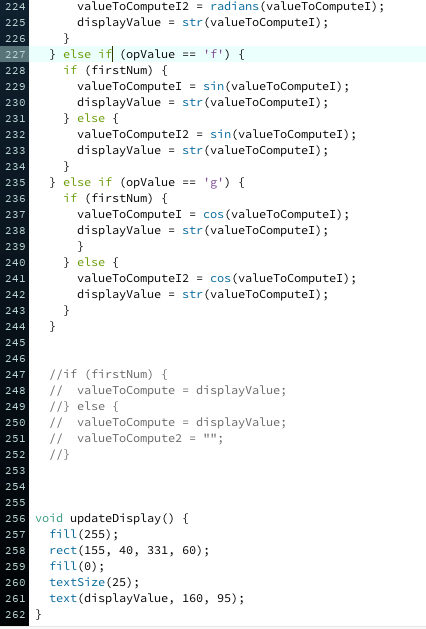 224 valueToComputeI2 = radians(valueToComputeI);
225 displayValue = str(valueToComputeI);
226 }
227 } else if (opValue == 'f') {
228 if (firstNum) {
229 valueToComputeI = sin(valueToComputeI);
230 displayValue = str(valueToComputeI);
231 } else {
232 valueToComputeI2 = sin(valueToComputeI);
233 displayValue = str(valueToComputeI);
234 }
235 } else if (opValue == 'g') {
236 if (firstNum) {
237 valueToComputeI = cos(valueToComputeI);
238 displayValue = str(valueToComputeI);
239 }
240 } else {
241 valueToComputeI2 = cos(valueToComputeI);
242 displayValue = str(valueToComputeI);
243 }
244 }
245
246
247 //if (firstNum) {
248 //  valueToCompute = displayValue;
249 //} else {
250 //  valueToCompute = displayValue;
251 //  valueToCompute2 = "";
252 //}
253
254
255
256 void updateDisplay() {
257 fill(255);
258 rect(155, 40, 331, 60);
259 fill(0);
260 textSize(25);
261 text(displayValue, 160, 95);
262 }